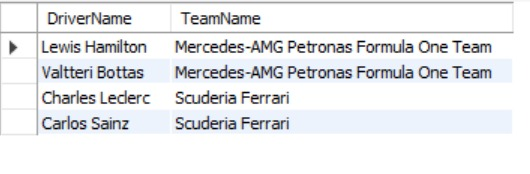 DriverName TeamName
Lewis Hamilton Mercedes-AMG Petronas Formula One Team
Valtteri Bottas Mercedes-AMG Petronas Formula One Team
Charles Leclerc Scuderia Ferrari
Carlos Sainz Scuderia Ferrari